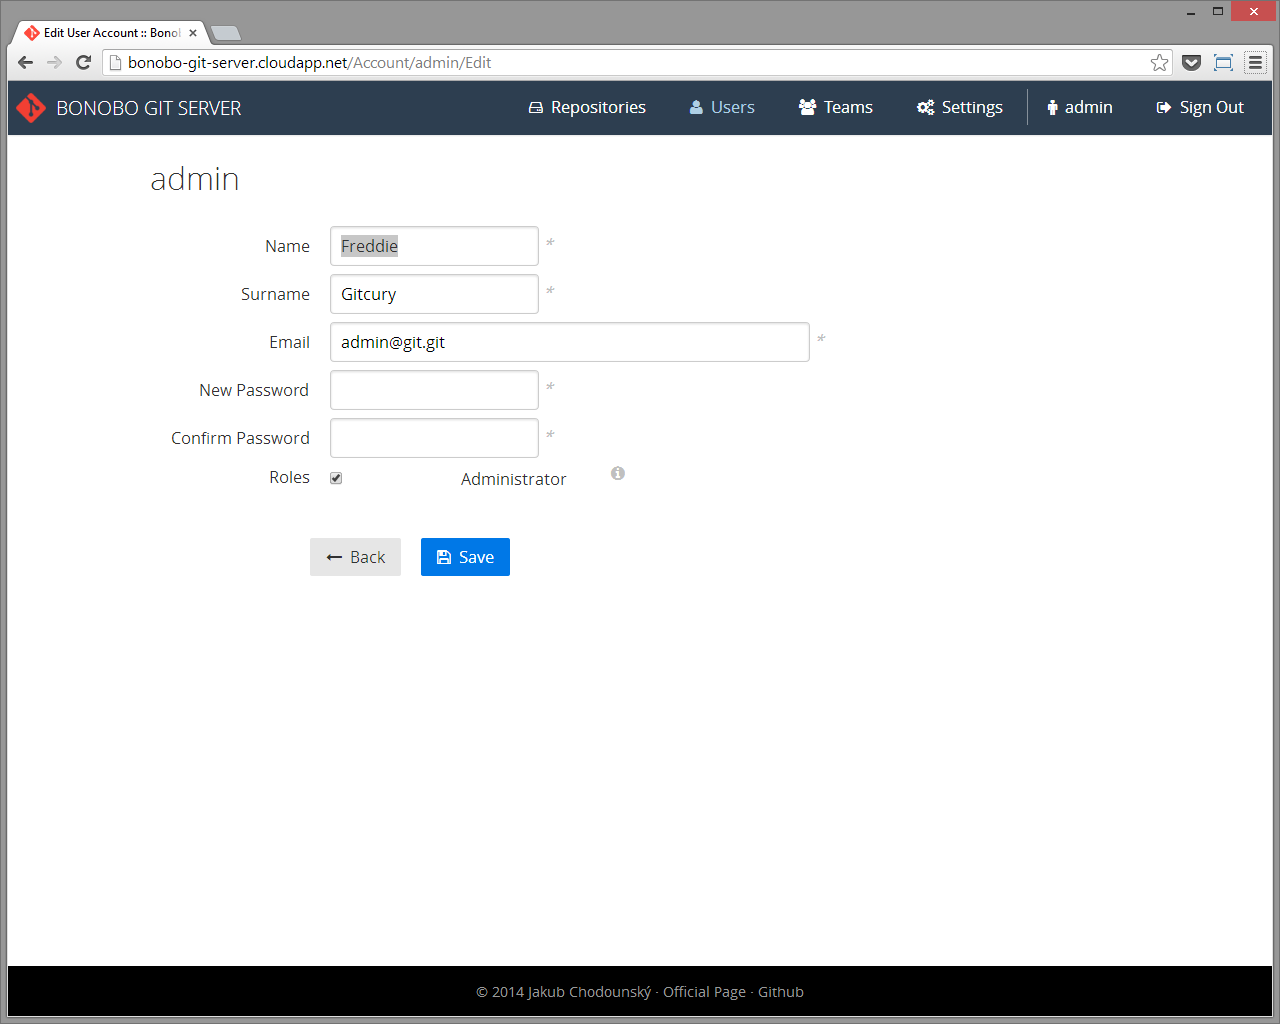 Edit User Account :: Bonob
bonobo-git-server.cloudapp.net/Account/admin/Edit
BONOBO GIT SERVER Repositories Users Teams Settings admin Sign Out
admin
Name Freddie *
Surname Gitcury *
Email admin@git.git *
New Password *
Confirm Password *
Roles Administrator
Back Save
© 2014 Jakub Chodounský · Official Page · Github